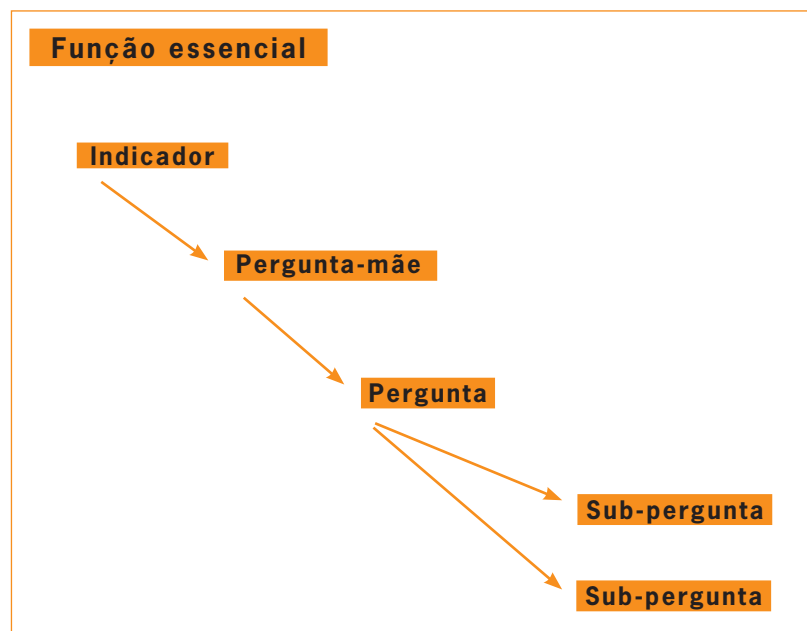 Função essencial
Indicador
Pergunta-mãe
Pergunta
Sub-pergunta
Sub-pergunta